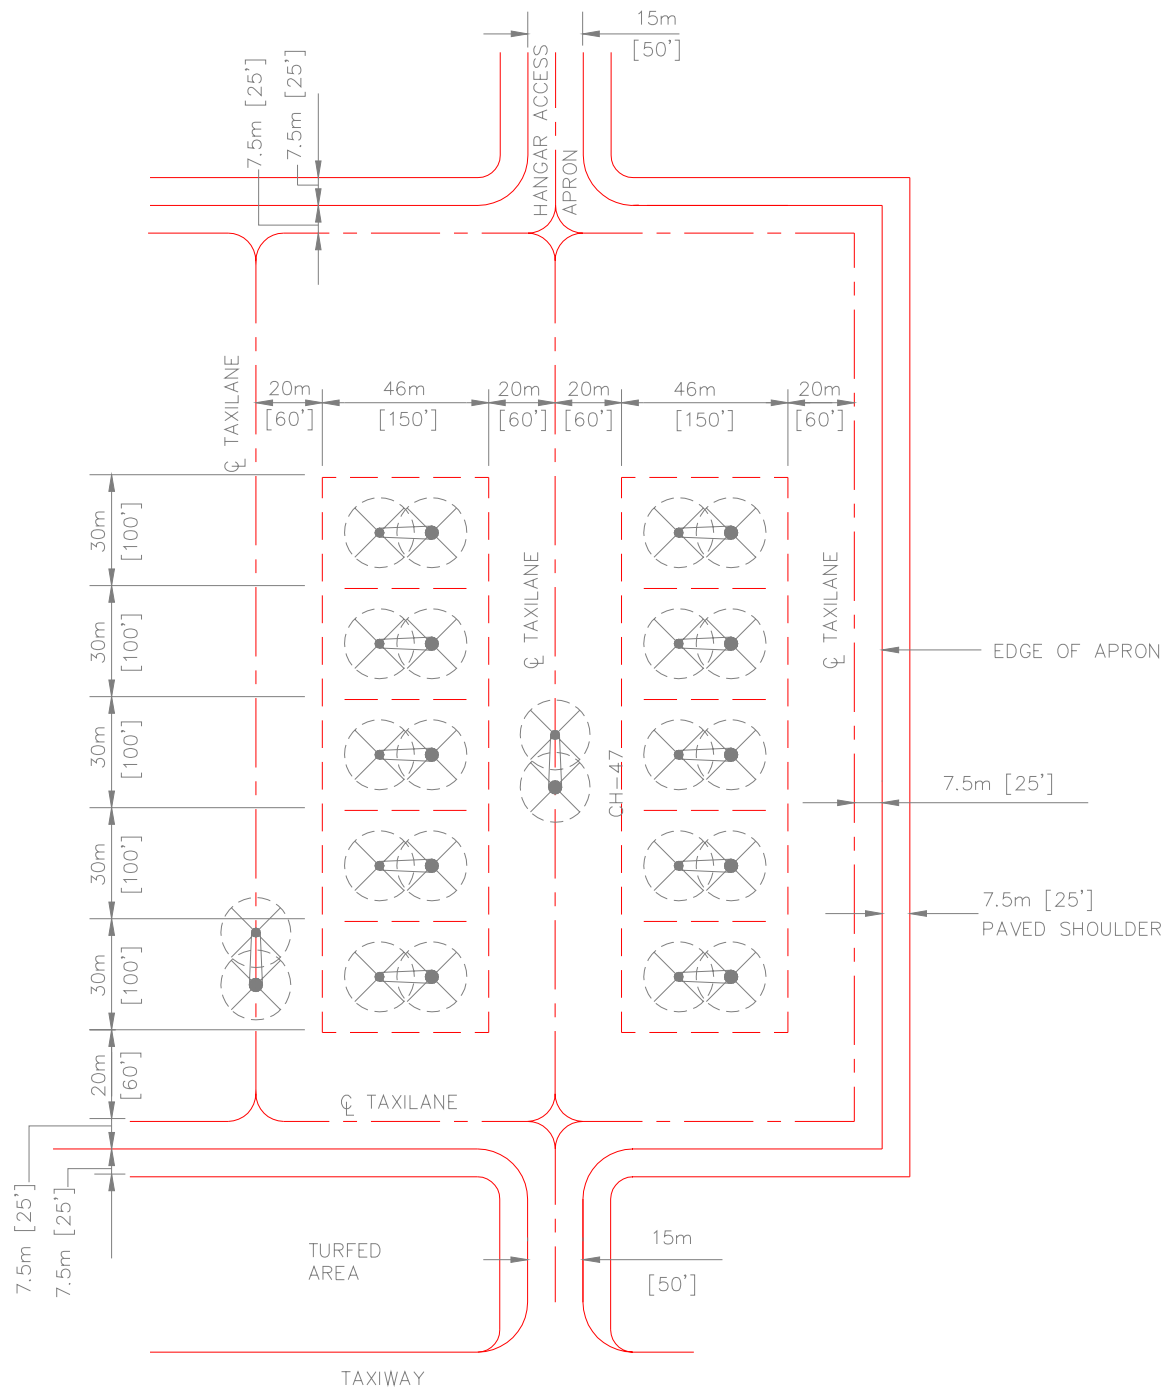 15m
[50']
HANGAR ACCESS
APRON
7.5m [25']
7.5m [25']
℄ TAXILANE
20m
[60']
46m
[150']
20m
[60']
20m
[60']
46m
[150']
20m
[60']
30m
[100']
30m
[100']
30m
[100']
30m
[100']
30m
[100']
20m
[60']
℄ TAXILANE
℄ TAXILANE
EDGE OF APRON
CH-47
7.5m [25']
7.5m [25']
PAVED SHOULDER
℄ TAXILANE
7.5m [25']
7.5m [25']
TURFED
AREA
15m
[50']
TAXIWAY